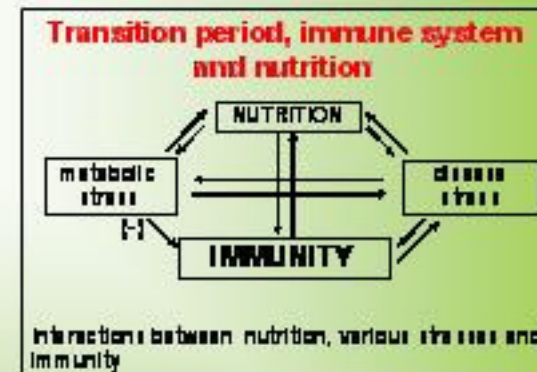 Transition period, immune system
and nutrition
NUTRITION
metabolic
stress
disease
stress
[-]
IMMUNITY
Interactions between nutrition, various stresses and
immunity